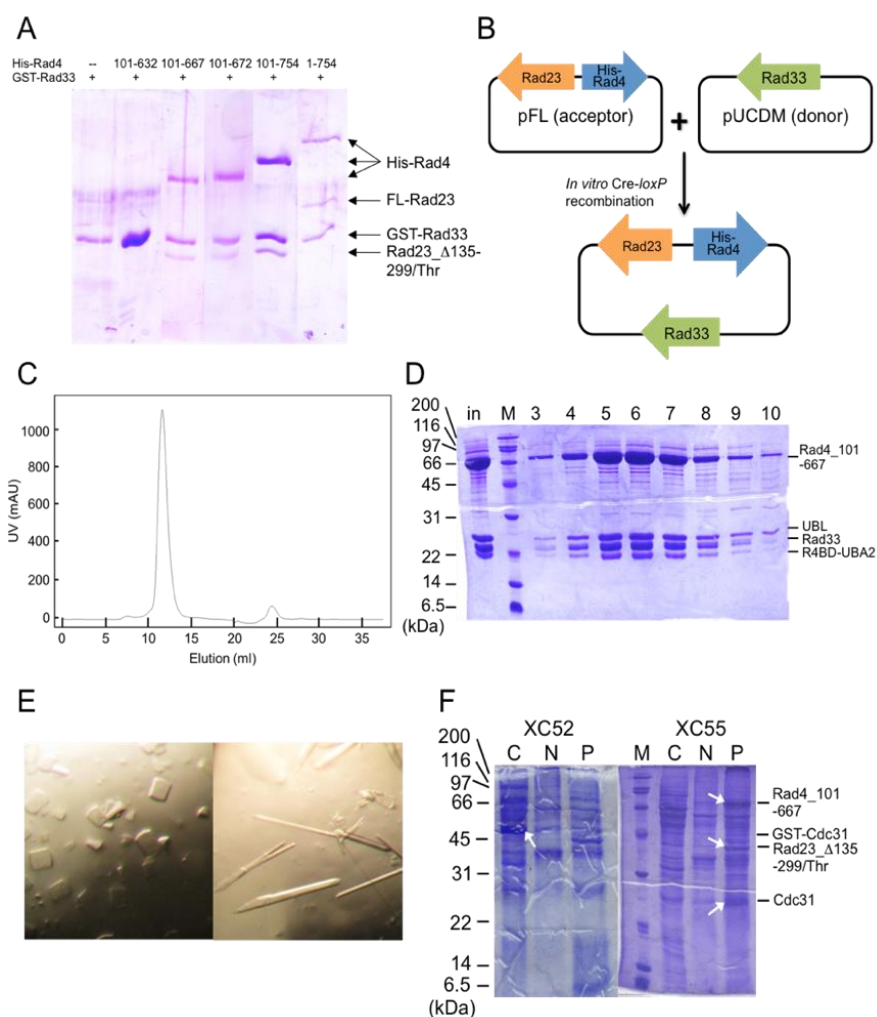 A
His-Rad4 -- 101-632 101-667 101-672 101-754 1-754
GST-Rad33 + + + + + +
His-Rad4
FL-Rad23
GST-Rad33
Rad23_Δ135-
299/Thr
B
Rad23
His-
Rad4
pFL (acceptor)
+
Rad33
pUCDM (donor)
In vitro Cre-loxP
recombination
Rad23
His-
Rad4
Rad33
C
UV (mAU)
1000
800
600
400
200
0
0 5 10 15 20 25 30 35
Elution (ml)
D
in M 3 4 5 6 7 8 9 10
200
116
97
66
45
31
22
14
6.5
(kDa)
Rad4_101
-667
UBL
Rad33
R4BD-UBA2
E
F
XC52 XC55
C N P M C N P
200
116
97
66
45
31
22
14
6.5
(kDa)
Rad4_101
-667
GST-Cdc31
Rad23_Δ135
-299/Thr
Cdc31